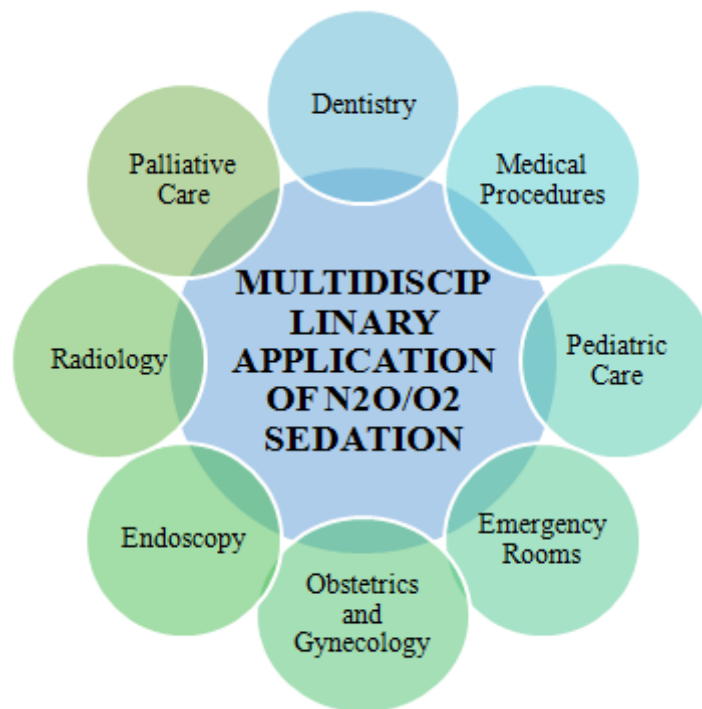 Dentistry
Medical
Procedures
Pediatric
Care
Emergency
Rooms
Obstetrics
and
Gynecology
Endoscopy
Radiology
Palliative
Care
MULTIDISCIP
LINARY
APPLICATION
OF N2O/O2
SEDATION